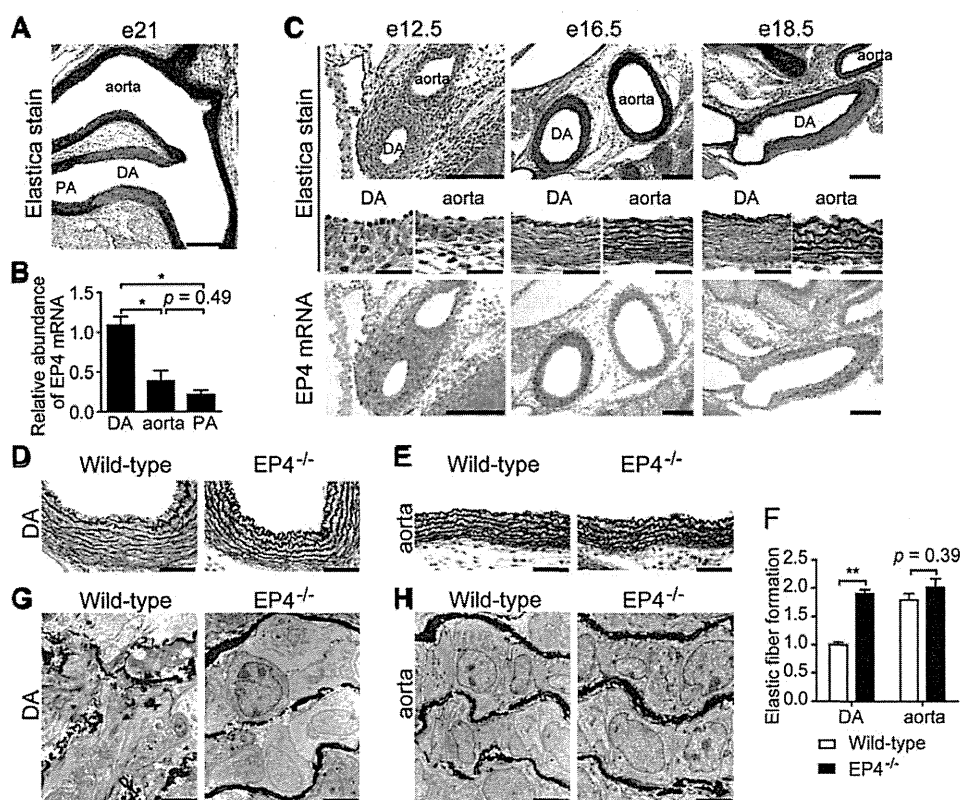 A
e21
Elastica stain
aorta
DA
PA
B
Relative abundance
of EP4 mRNA
1.5
1.0
0.5
0.0
*
*
p = 0.49
DA aorta PA
C
e12.5 e16.5 e18.5
Elastica stain
aorta
DA
aorta
DA
aorta
DA
DA aorta DA aorta DA aorta
EP4 mRNA
D
Wild-type EP4-/-
DA
E
Wild-type EP4-/-
aorta
F
Elastic fiber formation
2.5
2.0
1.5
1.0
0.5
0.0
**
p = 0.39
DA aorta
Wild-type
EP4-/-
G
Wild-type EP4-/-
DA
H
Wild-type EP4-/-
aorta